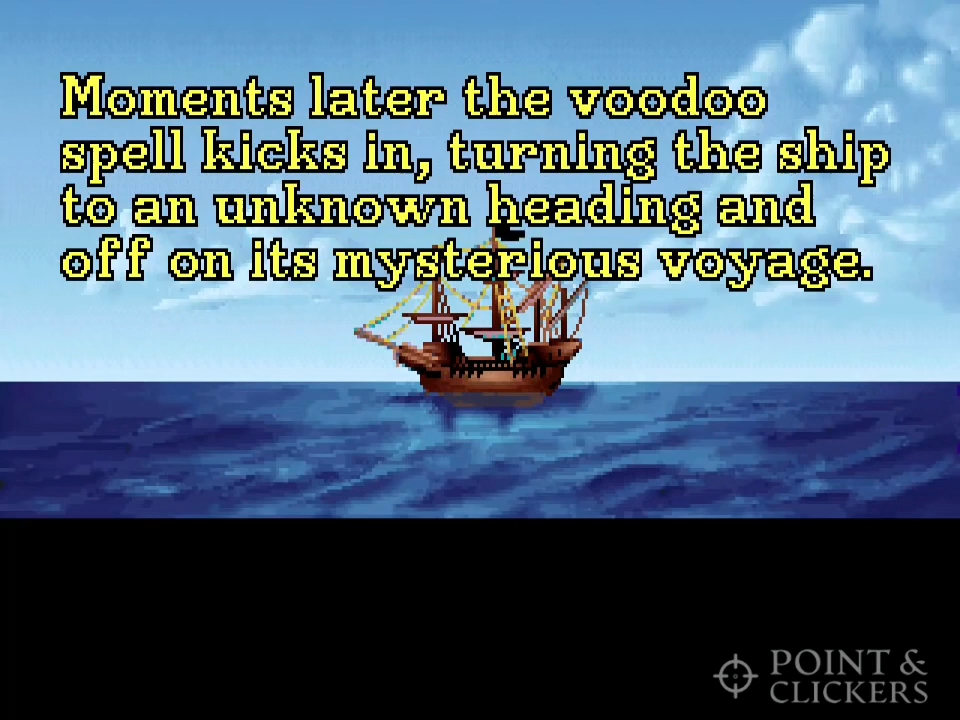 Moments later the voodoo
spell kicks in, turning the ship
to an unknown heading and
off on its mysterious voyage.
POINT &
CLICKERS